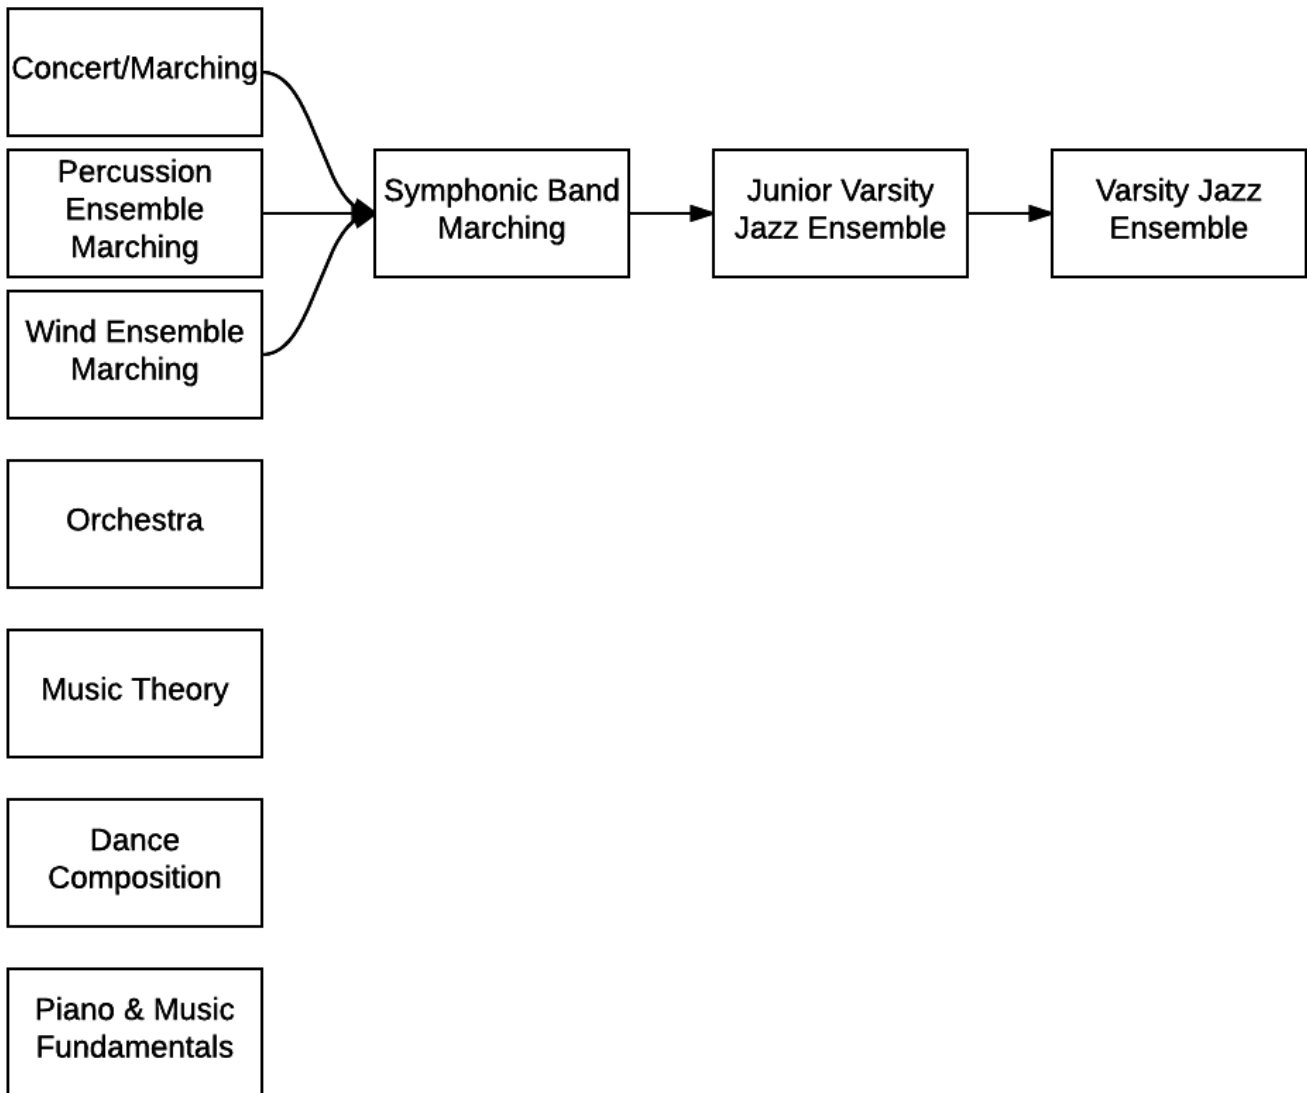 Concert/Marching
Percussion
Ensemble
Marching
Wind Ensemble
Marching
Symphonic Band
Marching
Junior Varsity
Jazz Ensemble
Varsity Jazz
Ensemble
Orchestra
Music Theory
Dance
Composition
Piano & Music
Fundamentals